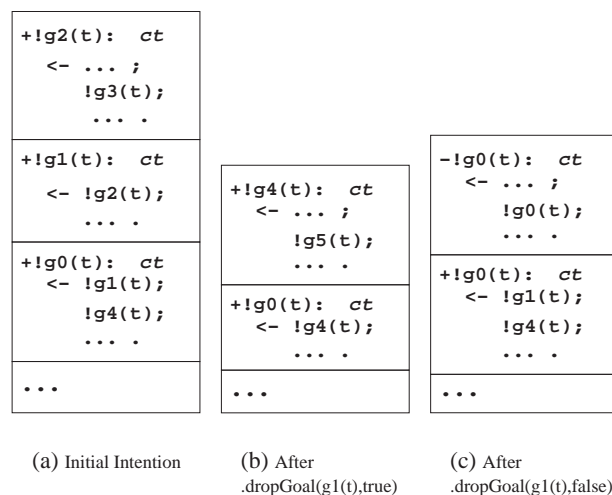 +!g2(t): ct
<- ... ;
!g3(t);
... .
+!g1(t): ct
<- !g2(t);
... .
+!g0(t): ct
<- !g1(t);
!g4(t);
... .
...
(a) Initial Intention
+!g4(t): ct
<- ... ;
!g5(t);
... .
+!g0(t): ct
<- !g4(t);
... .
...
(b) After
.dropGoal(g1(t),true)
-!g0(t): ct
<- ... ;
!g0(t);
... .
+!g0(t): ct
<- !g1(t);
!g4(t);
... .
...
(c) After
.dropGoal(g1(t),false)